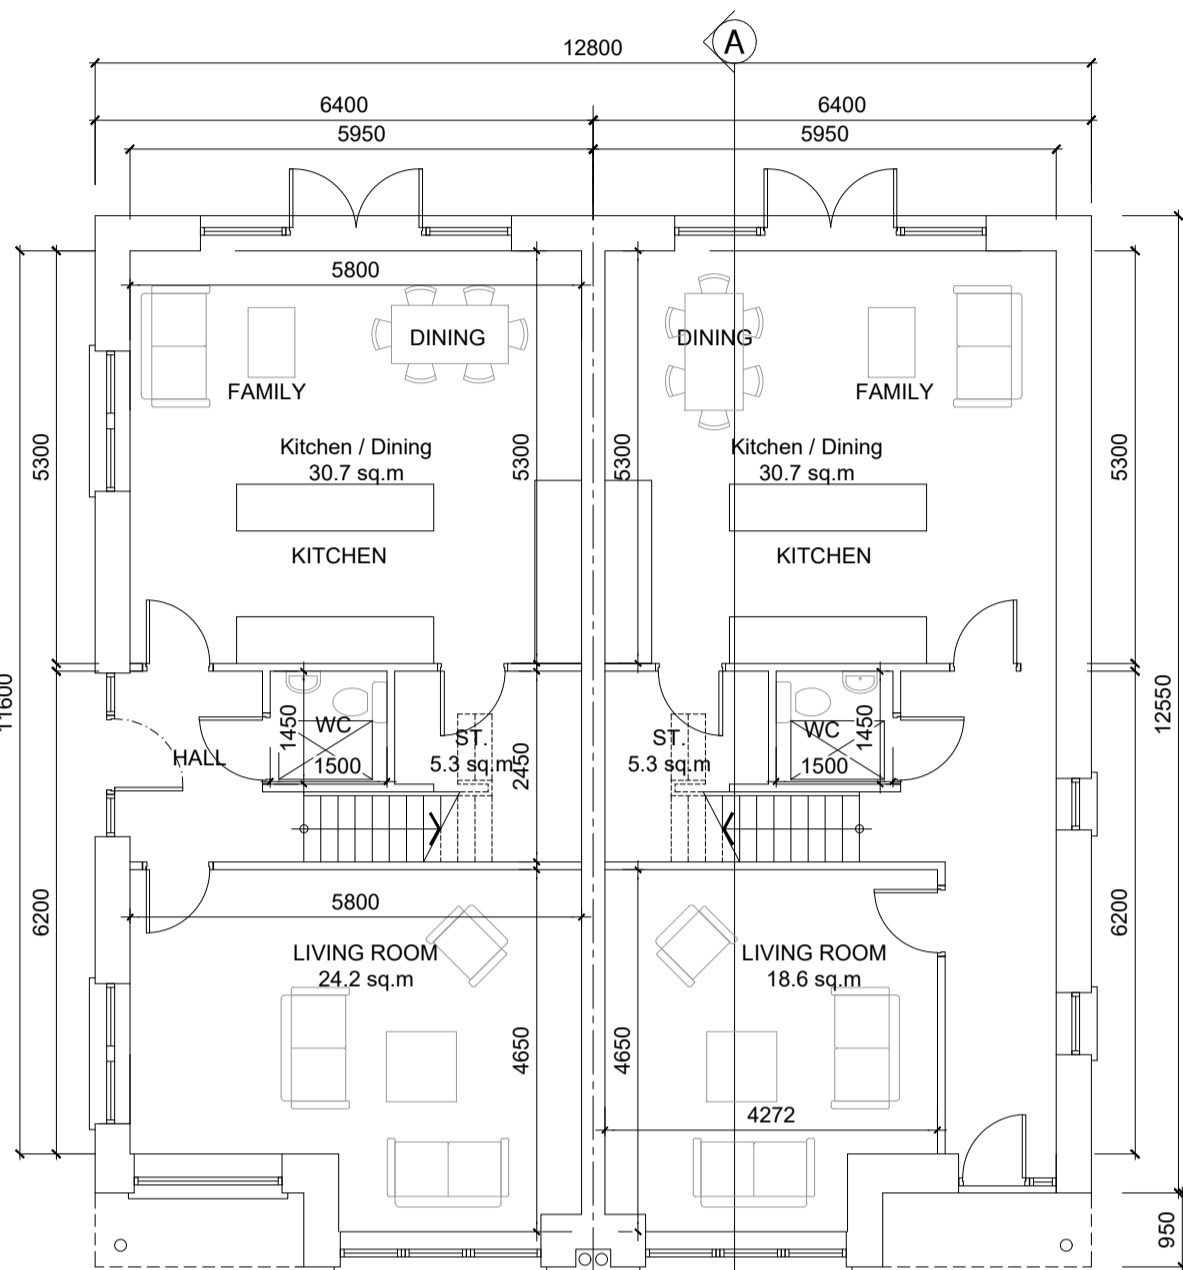 A
12800
6400
6400
5950
5950
5800
DINING
DINING
FAMILY
FAMILY
5300
Kitchen / Dining
30.7 sq.m
5300
5300
Kitchen / Dining
30.7 sq.m
5300
KITCHEN
KITCHEN
11600
12550
1450
WC
1500
HALL
ST.
5.3 sq.m
2450
ST.
5.3 sq.m
WC
1450
1500
6200
5800
6200
LIVING ROOM
24.2 sq.m
LIVING ROOM
18.6 sq.m
4650
4650
4272
950